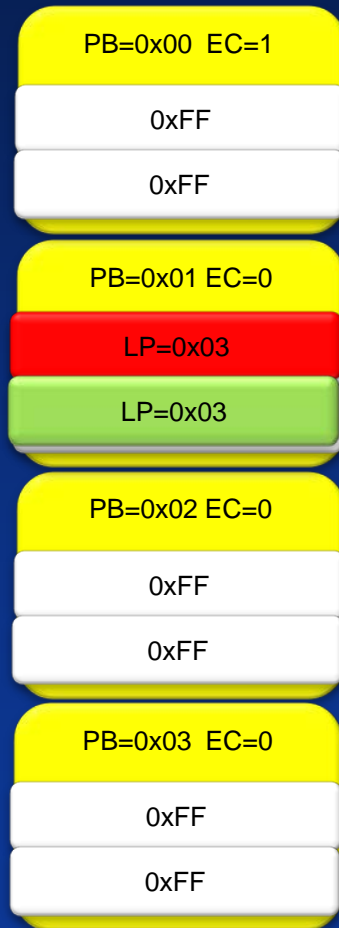 PB=0x00 EC=1
0xFF
0xFF
PB=0x01 EC=0
LP=0x03
LP=0x03
PB=0x02 EC=0
0xFF
0xFF
PB=0x03 EC=0
0xFF
0xFF